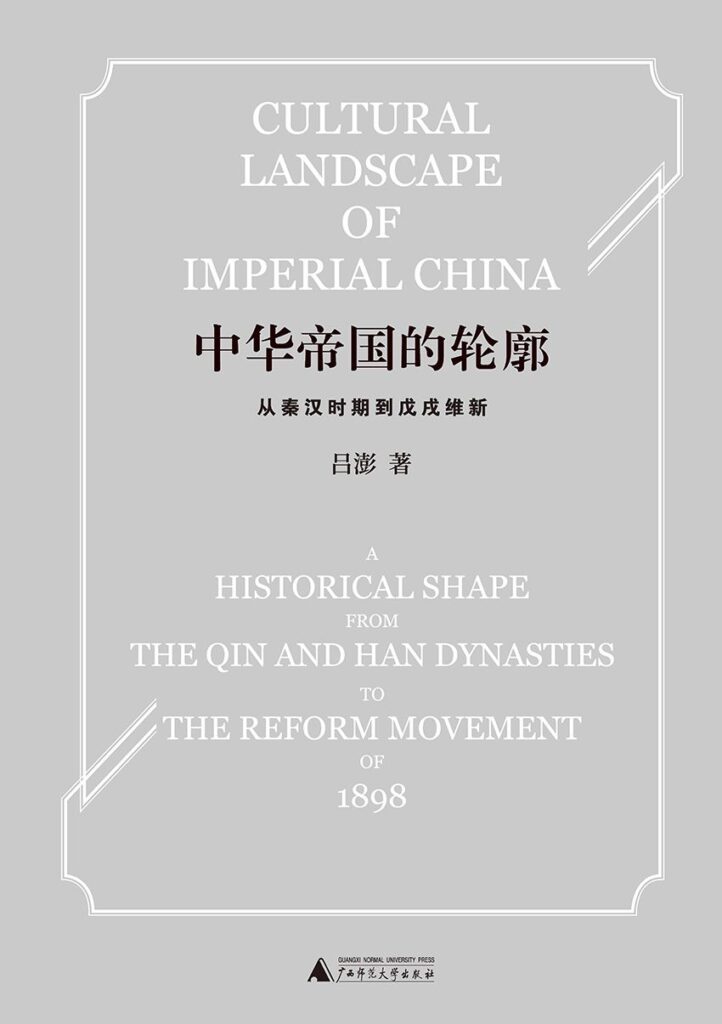 CULTURAL
LANDSCAPE
OF
IMPERIAL CHINA
中华帝国的轮廓
从秦汉时期到戊戌维新
吕澎 著
A
HISTORICAL SHAPE
FROM
THE QIN AND HAN DYNASTIES
TO
THE REFORM MOVEMENT
OF
1898
GUANGXI NORMAL UNIVERSITY PRESS
广西师范大学出版社